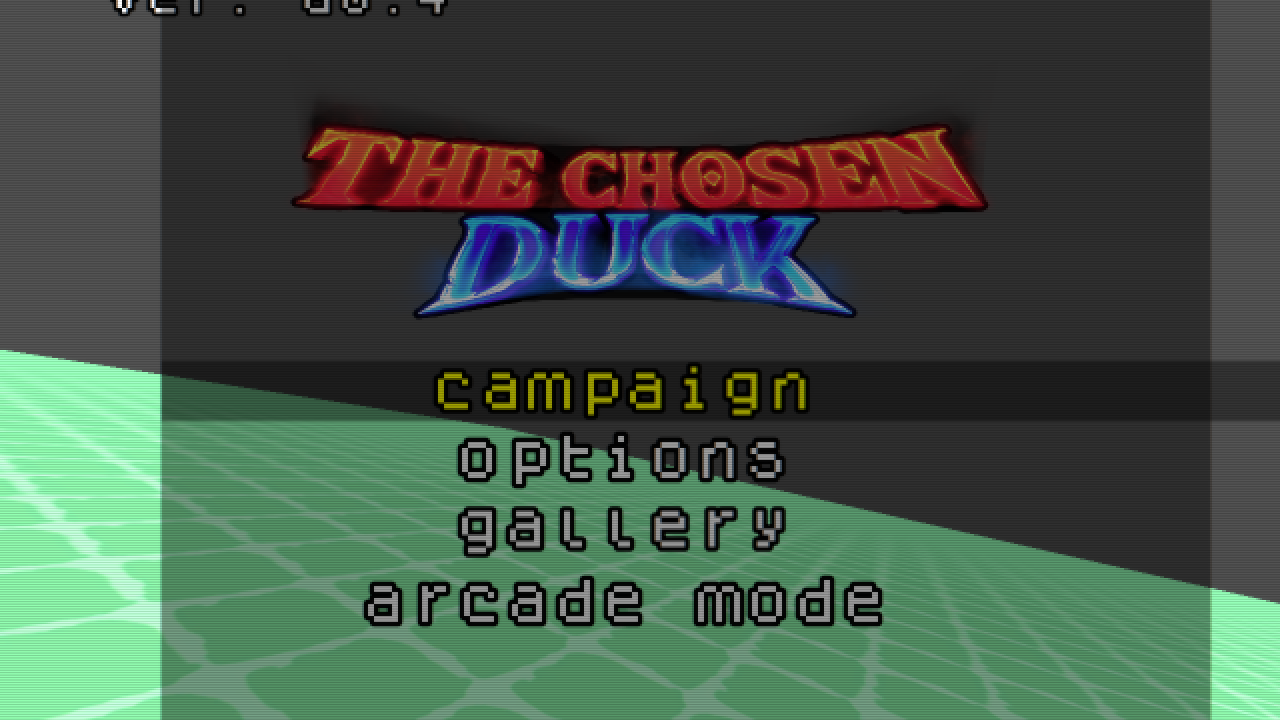 THE CHOSEN
DUCK
campaign
options
gallery
arcade mode